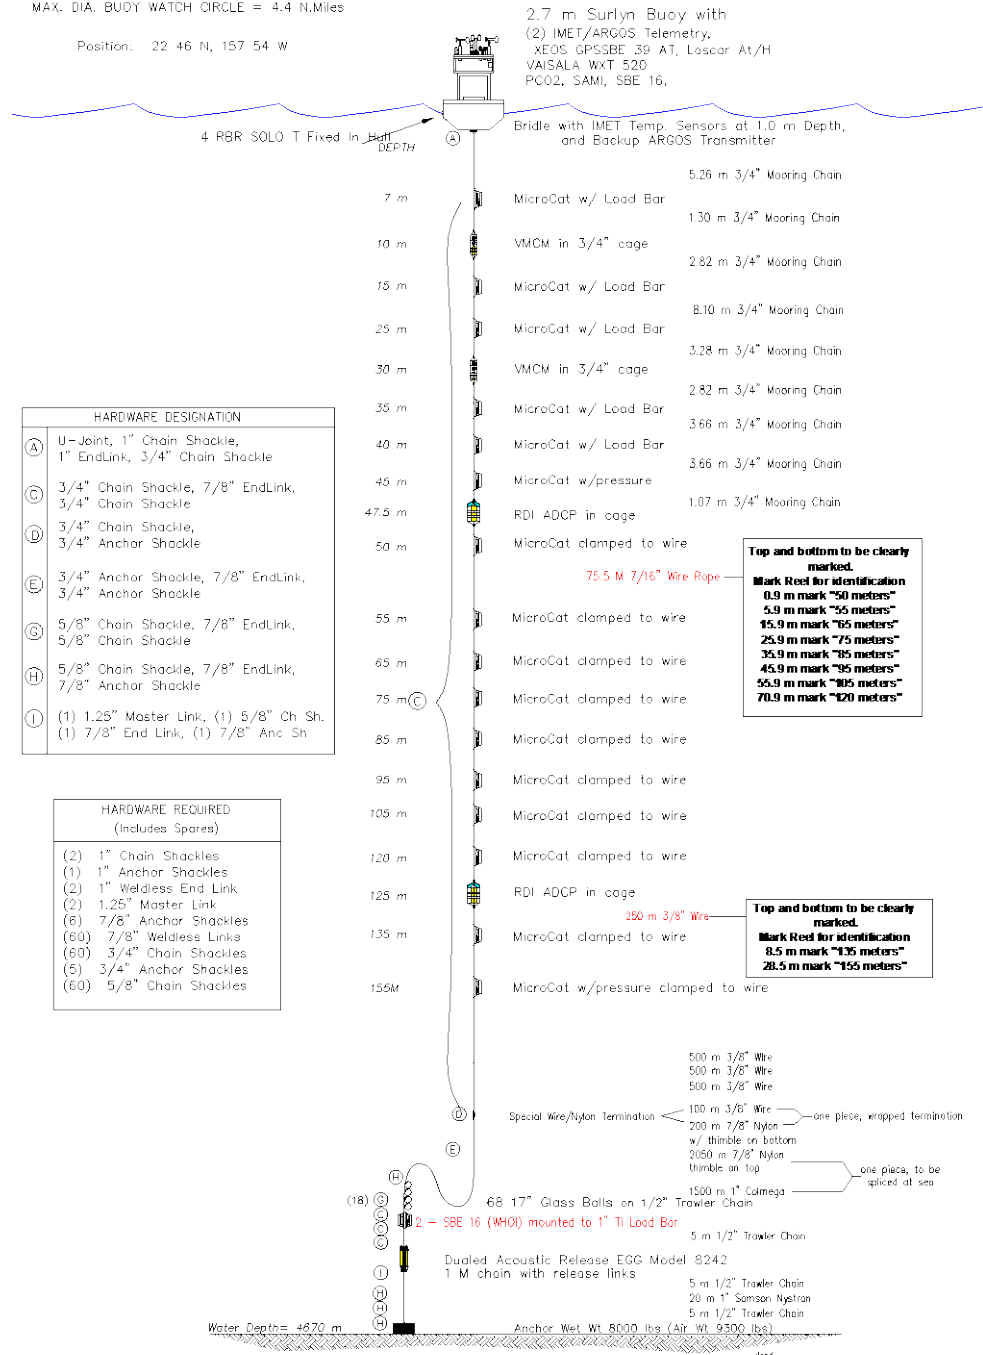 MAX. DIA. BUOY WATCH CIRCLE = 4.4 N.Miles
Position: 22 46 N, 157 54 W
2.7 m Surlyn Buoy with
(2) IMET/ARGOS Telemetry,
XEOS GPSSBE 39 AT, Lascar At/H
VAISALA WXT 520
PCO2, SAMI, SBE 16,
4 RBR SOLO T Fixed In Hull
DEPTH
A
Bridle with IMET Temp. Sensors at 1.0 m Depth,
and Backup ARGOS Transmitter
5.26 m 3/4" Mooring Chain
7 m MicroCat w/ Load Bar
1.30 m 3/4" Mooring Chain
10 m VMCM in 3/4" cage
2.82 m 3/4" Mooring Chain
15 m MicroCat w/ Load Bar
8.10 m 3/4" Mooring Chain
25 m MicroCat w/ Load Bar
3.28 m 3/4" Mooring Chain
30 m VMCM in 3/4" cage
2.82 m 3/4" Mooring Chain
35 m MicroCat w/ Load Bar
3.66 m 3/4" Mooring Chain
40 m MicroCat w/ Load Bar
3.66 m 3/4" Mooring Chain
45 m MicroCat w/pressure
1.07 m 3/4" Mooring Chain
47.5 m RDI ADCP in cage
50 m MicroCat clamped to wire
75.5 M 7/16" Wire Rope
Top and bottom to be clearly
marked.
Mark Reel for identification
0.9 m mark "50 meters"
5.9 m mark "55 meters"
15.9 m mark "65 meters"
25.9 m mark "75 meters"
35.9 m mark "85 meters"
45.9 m mark "95 meters"
55.9 m mark "105 meters"
70.9 m mark "120 meters"
55 m MicroCat clamped to wire
65 m MicroCat clamped to wire
75 m C MicroCat clamped to wire
85 m MicroCat clamped to wire
95 m MicroCat clamped to wire
105 m MicroCat clamped to wire
120 m MicroCat clamped to wire
125 m RDI ADCP in cage
250 m 3/8" Wire
Top and bottom to be clearly
marked.
Mark Reel for identification
8.5 m mark "135 meters"
28.5 m mark "155 meters"
135 m MicroCat clamped to wire
155M MicroCat w/pressure clamped to wire
HARDWARE DESIGNATION
A U-Joint, 1" Chain Shackle,
1" EndLink, 3/4" Chain Shackle
C 3/4" Chain Shackle, 7/8" EndLink,
3/4" Chain Shackle
D 3/4" Chain Shackle,
3/4" Anchor Shackle
E 3/4" Anchor Shackle, 7/8" EndLink,
3/4" Anchor Shackle
G 5/8" Chain Shackle, 7/8" EndLink,
5/8" Chain Shackle
H 5/8" Chain Shackle, 7/8" EndLink,
7/8" Anchor Shackle
I (1) 1.25" Master Link, (1) 5/8" Ch Sh.
(1) 7/8" End Link, (1) 7/8" Anc Sh
HARDWARE REQUIRED
(Includes Spares)
(2) 1" Chain Shackles
(1) 1" Anchor Shackles
(2) 1" Weldless End Link
(2) 1.25" Master Link
(6) 7/8" Anchor Shackles
(60) 7/8" Weldless Links
(60) 3/4" Chain Shackles
(5) 3/4" Anchor Shackles
(60) 5/8" Chain Shackles
500 m 3/8" Wire
500 m 3/8" Wire
500 m 3/8" Wire
D Special Wire/Nylon Termination
100 m 3/8" Wire
200 m 7/8" Nylon
w/ thimble on bottom
one piece, wrapped termination
E
2050 m 7/8" Nylon
thimble on top
1500 m 1" Colmega
one piece, to be
spliced at sea
H
(18) G 68 17" Glass Balls on 1/2" Trawler Chain
C
2 - SBE 16 (WHOI) mounted to 1" Ti Load Bar
C
C
5 m 1/2" Trawler Chain
Dualed Acoustic Release EGG Model 8242
1 M chain with release links
I
5 m 1/2" Trawler Chain
H
20 m 1" Samson Nystron
H
5 m 1/2" Trawler Chain
H
Water Depth= 4670 m
Anchor Wet Wt 8000 lbs (Air Wt 9300 lbs)